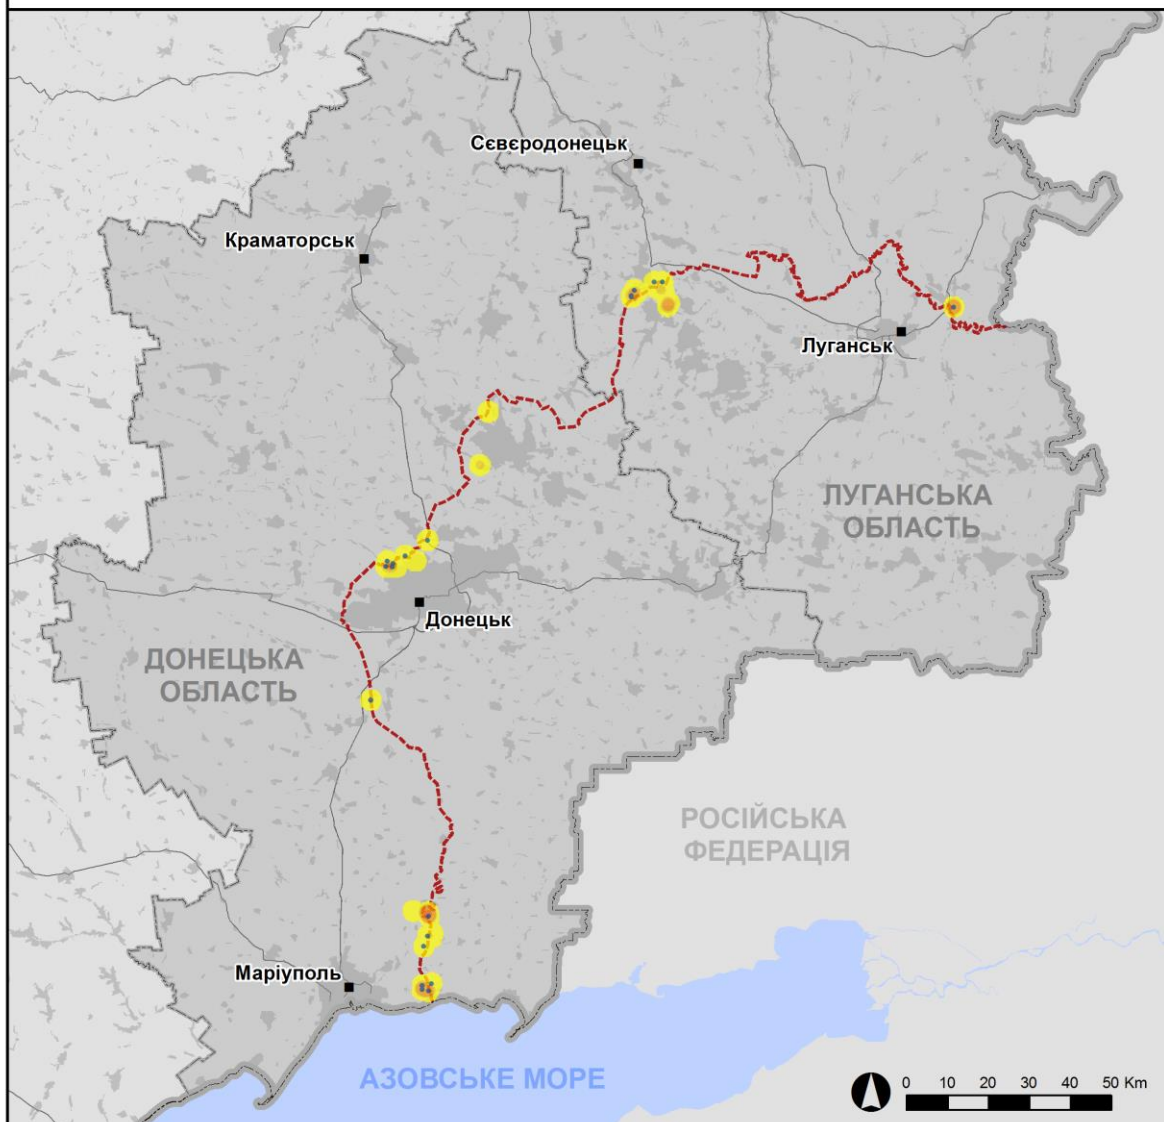 Сєвєродонецьк
Краматорськ
Луганськ
ЛУГАНСЬКА
ОБЛАСТЬ
Донецьк
ДОНЕЦЬКА
ОБЛАСТЬ
РОСІЙСЬКА
ФЕДЕРАЦІЯ
Маріуполь
АЗОВСЬКЕ МОРЕ
0 10 20 30 40 50 Km